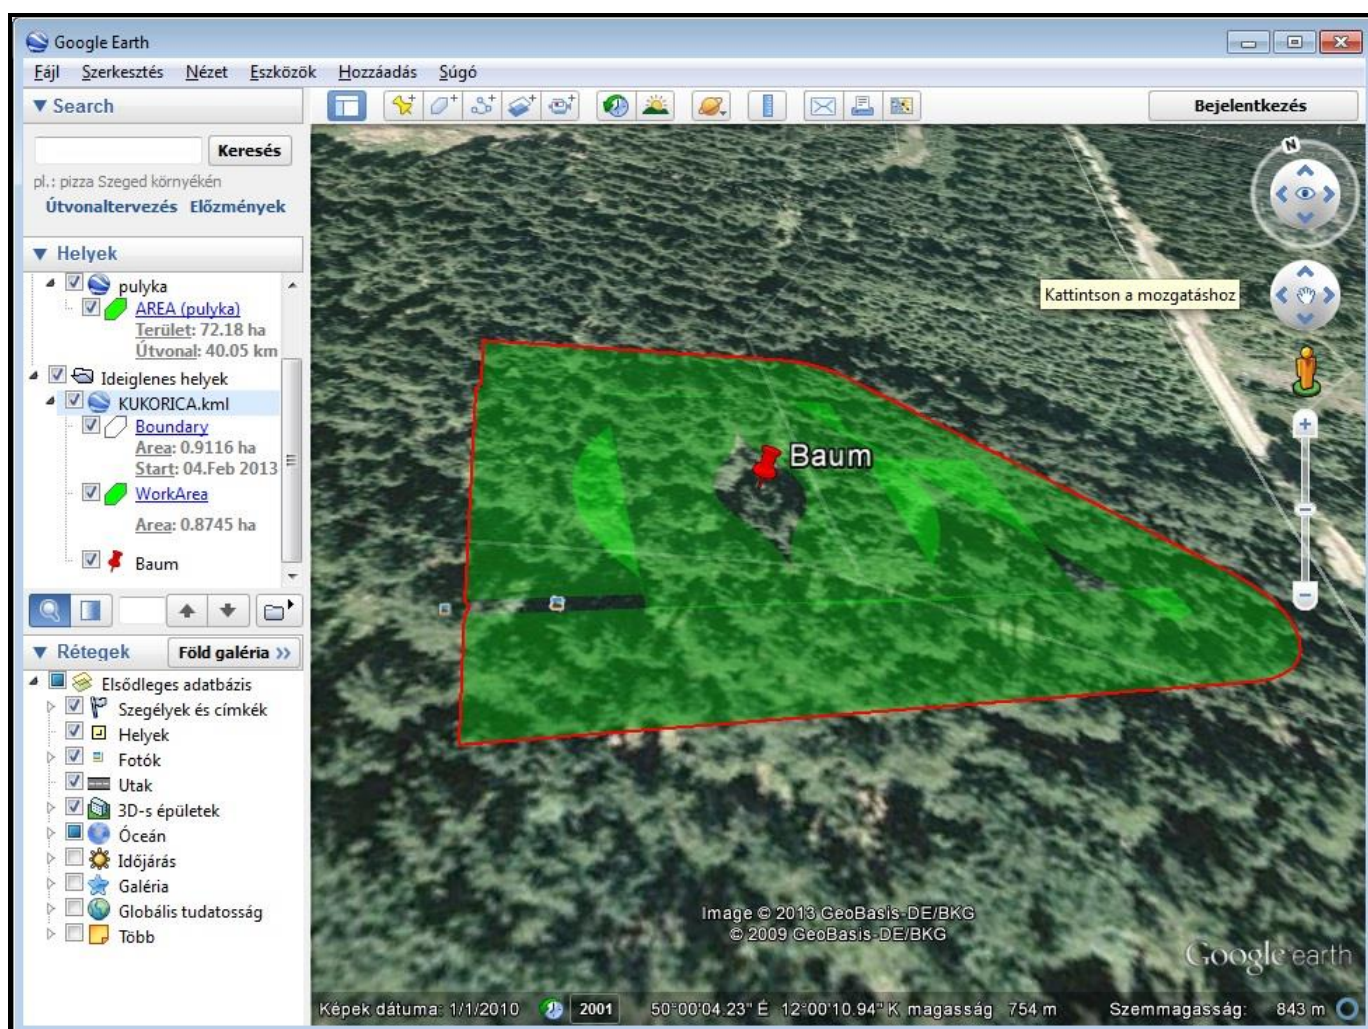 Google Earth
Fájl Szerkesztés Nézet Eszközök Hozzáadás Súgó
Search
Bejelentkezés
Keresés
pl.: pizza Szeged környékén
Útvonaltervezés Előzmények
Helyek
pulyka
AREA (pulyka)
Terület: 72.18 ha
Útvonal: 40.05 km
Ideiglenes helyek
KUKORICA.kml
Boundary
Area: 0.9116 ha
Start: 04.Feb 2013
WorkArea
Area: 0.8745 ha
Baum
Rétegek
Föld galéria >>
Elsődleges adatbázis
Szegélyek és címkék
Helyek
Fotók
Utak
3D-s épületek
Óceán
Időjárás
Galéria
Globális tudatosság
Több
N
Kattintson a mozgatáshoz
Baum
Image © 2013 GeoBasis-DE/BKG
© 2009 GeoBasis-DE/BKG
Google earth
Képek dátuma: 1/1/2010 2001 50°00'04.23" É 12°00'10.94" K magasság 754 m Szemmagasság: 843 m